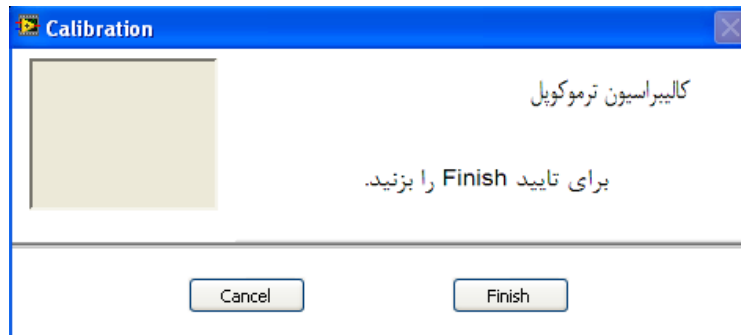 Calibration
کالیبراسیون ترموکوپل
برای تایید Finish را بزنید.
Cancel
Finish